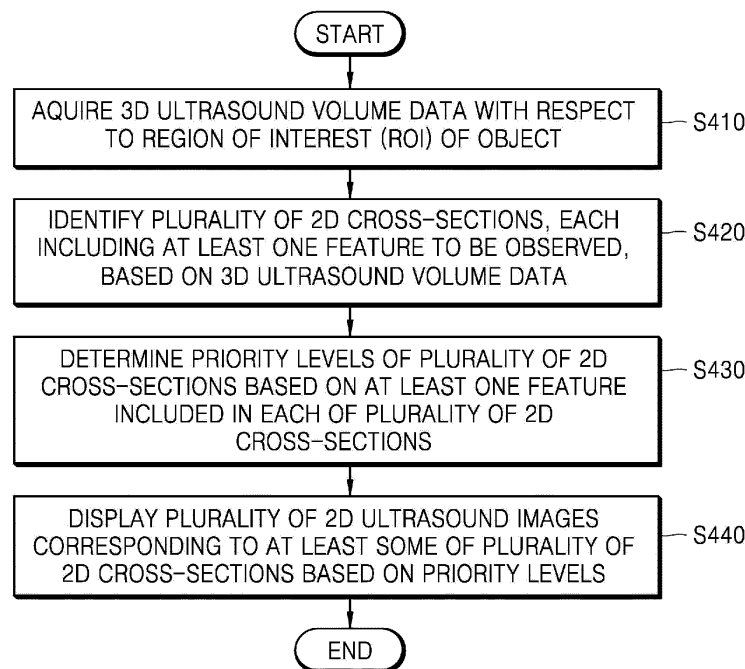 START
AQUIRE 3D ULTRASOUND VOLUME DATA WITH RESPECT
TO REGION OF INTEREST (ROI) OF OBJECT
S410
IDENTIFY PLURALITY OF 2D CROSS-SECTIONS, EACH
INCLUDING AT LEAST ONE FEATURE TO BE OBSERVED,
BASED ON 3D ULTRASOUND VOLUME DATA
S420
DETERMINE PRIORITY LEVELS OF PLURALITY OF 2D
CROSS-SECTIONS BASED ON AT LEAST ONE FEATURE
INCLUDED IN EACH OF PLURALITY OF 2D
CROSS-SECTIONS
S430
DISPLAY PLURALITY OF 2D ULTRASOUND IMAGES
CORRESPONDING TO AT LEAST SOME OF PLURALITY OF
2D CROSS-SECTIONS BASED ON PRIORITY LEVELS
S440
END